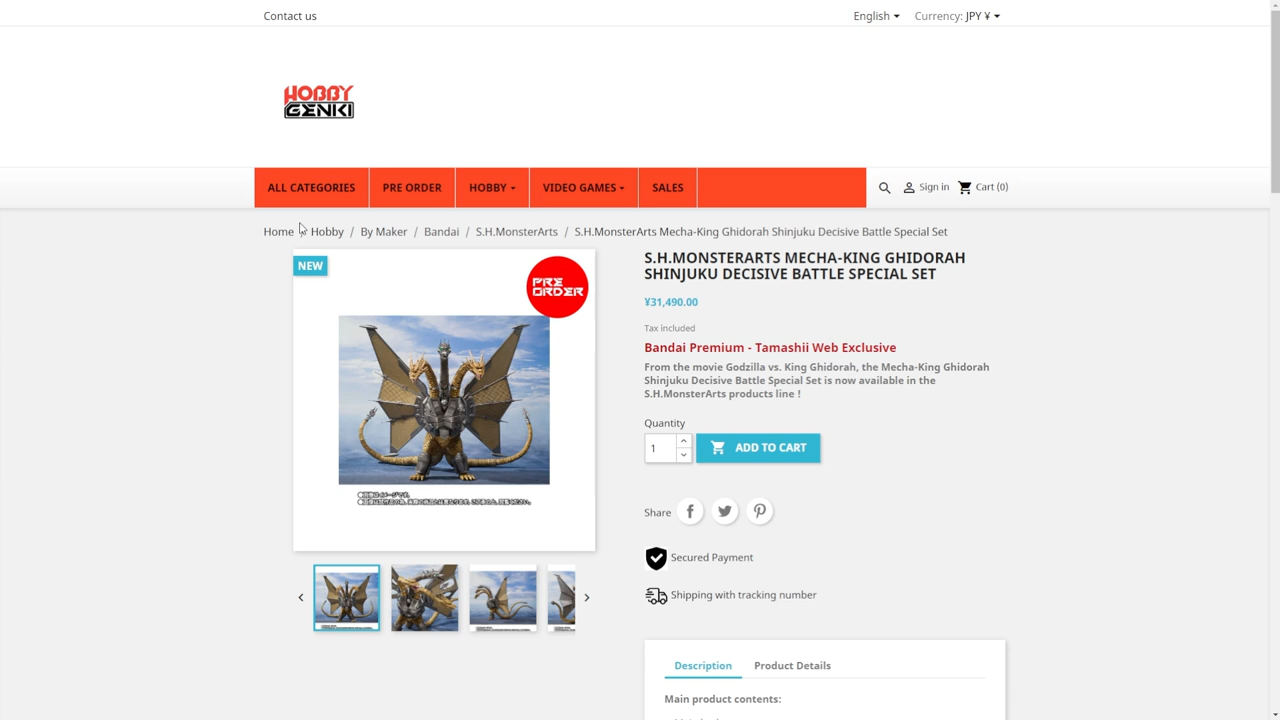 Contact us
English
Currency: JPY ¥
HOBBY
GENKI
ALL CATEGORIES
PRE ORDER
HOBBY
VIDEO GAMES
SALES
Sign in
Cart (0)
Home / Hobby / By Maker / Bandai / S.H.MonsterArts / S.H.MonsterArts Mecha-King Ghidorah Shinjuku Decisive Battle Special Set
NEW
PRE
ORDER
S.H.MONSTERARTS MECHA-KING GHIDORAH
SHINJUKU DECISIVE BATTLE SPECIAL SET
¥31,490.00
Tax included
Bandai Premium - Tamashii Web Exclusive
From the movie Godzilla vs. King Ghidorah, the Mecha-King Ghidorah
Shinjuku Decisive Battle Special Set is now available in the
S.H.MonsterArts products line !
Quantity
1
ADD TO CART
Share
Secured Payment
Shipping with tracking number
Description
Product Details
Main product contents: